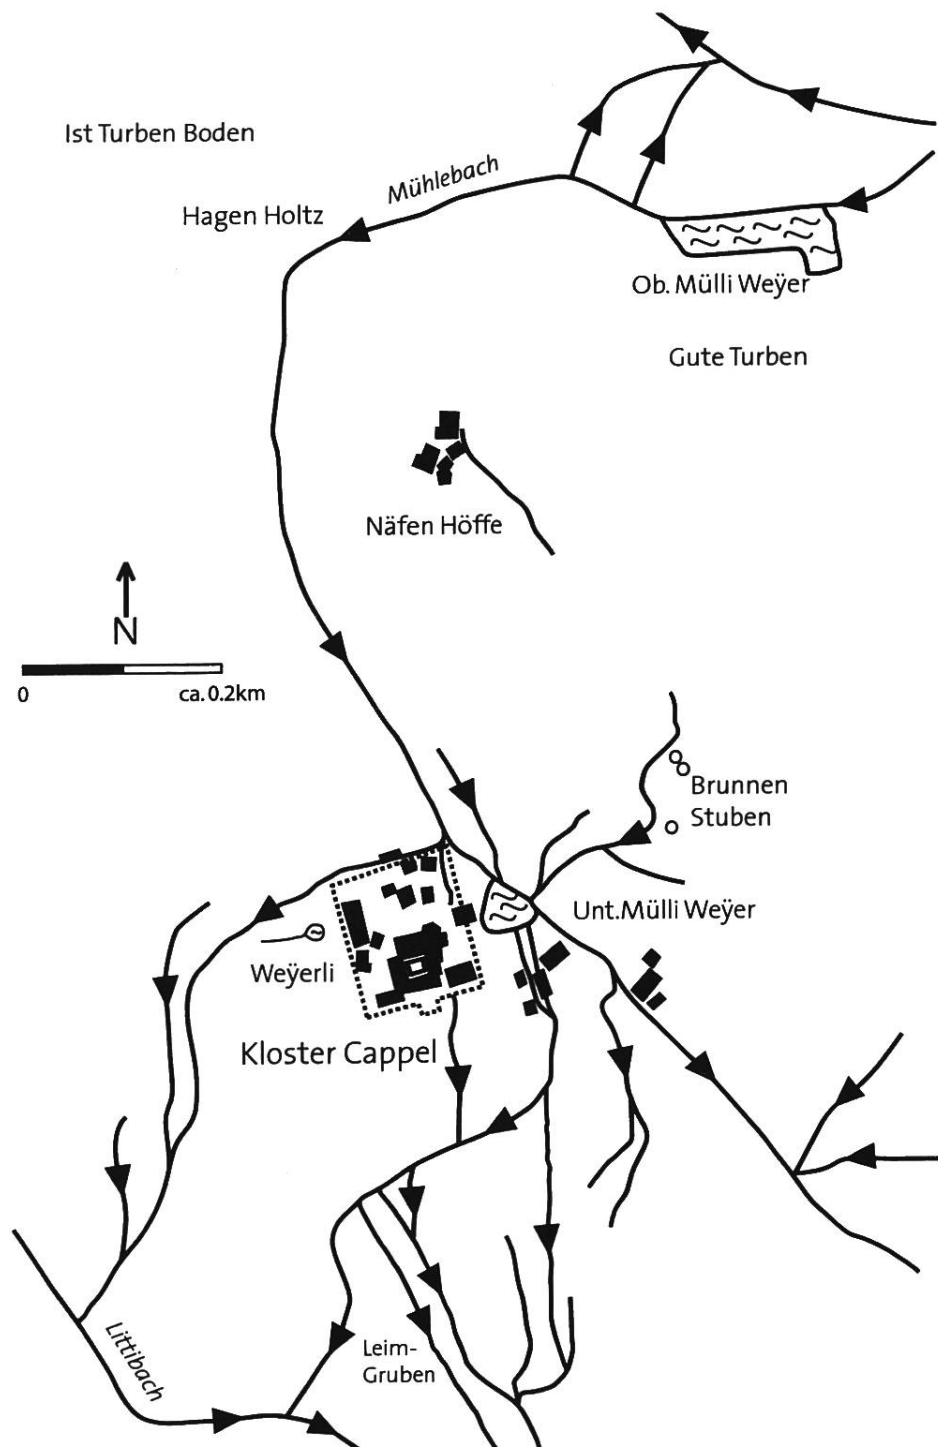 Ist Turben Boden
Mühlebach
Hagen Holtz
Ob. Mülli Weÿer
Gute Turben
Näfen Höffe
N
0 ca. 0.2km
Brunnen
Stuben
Unt. Mülli Weÿer
Weÿerli
Kloster Cappel
Littibach
Leim-
Gruben